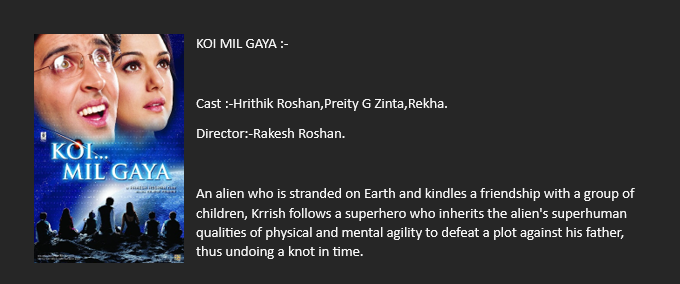 KOI MIL GAYA :-
Cast :-Hrithik Roshan,Preity G Zinta,Rekha.
Director:-Rakesh Roshan.
KOI...
MIL GAYA
An alien who is stranded on Earth and kindles a friendship with a group of
children, Krrish follows a superhero who inherits the alien's superhuman
qualities of physical and mental agility to defeat a plot against his father,
thus undoing a knot in time.